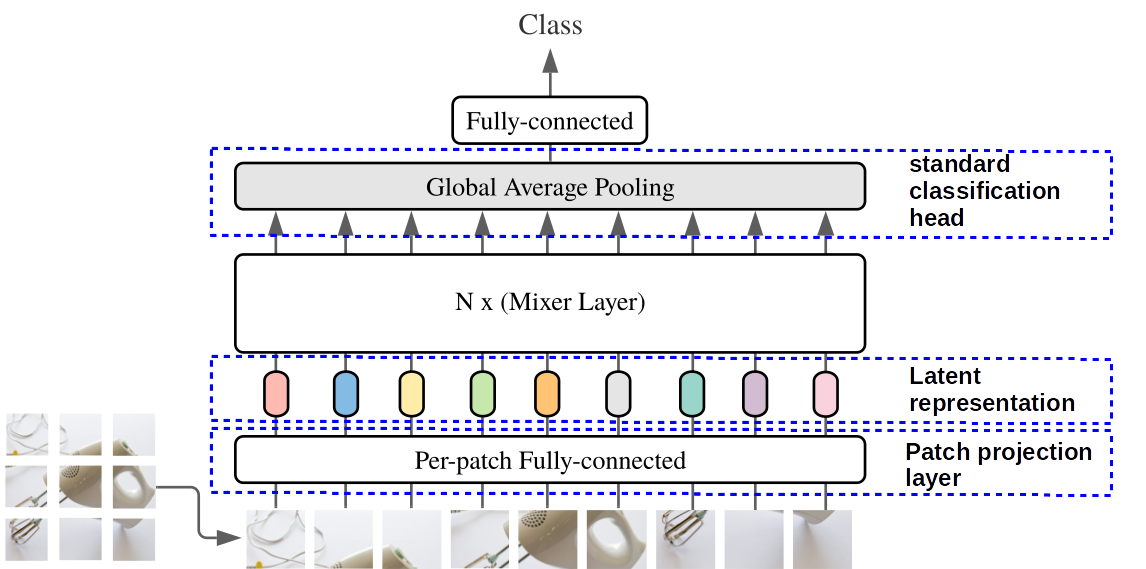 Class
Fully-connected
Global Average Pooling
standard
classification
head
N x (Mixer Layer)
Latent
representation
Per-patch Fully-connected
Patch projection
layer